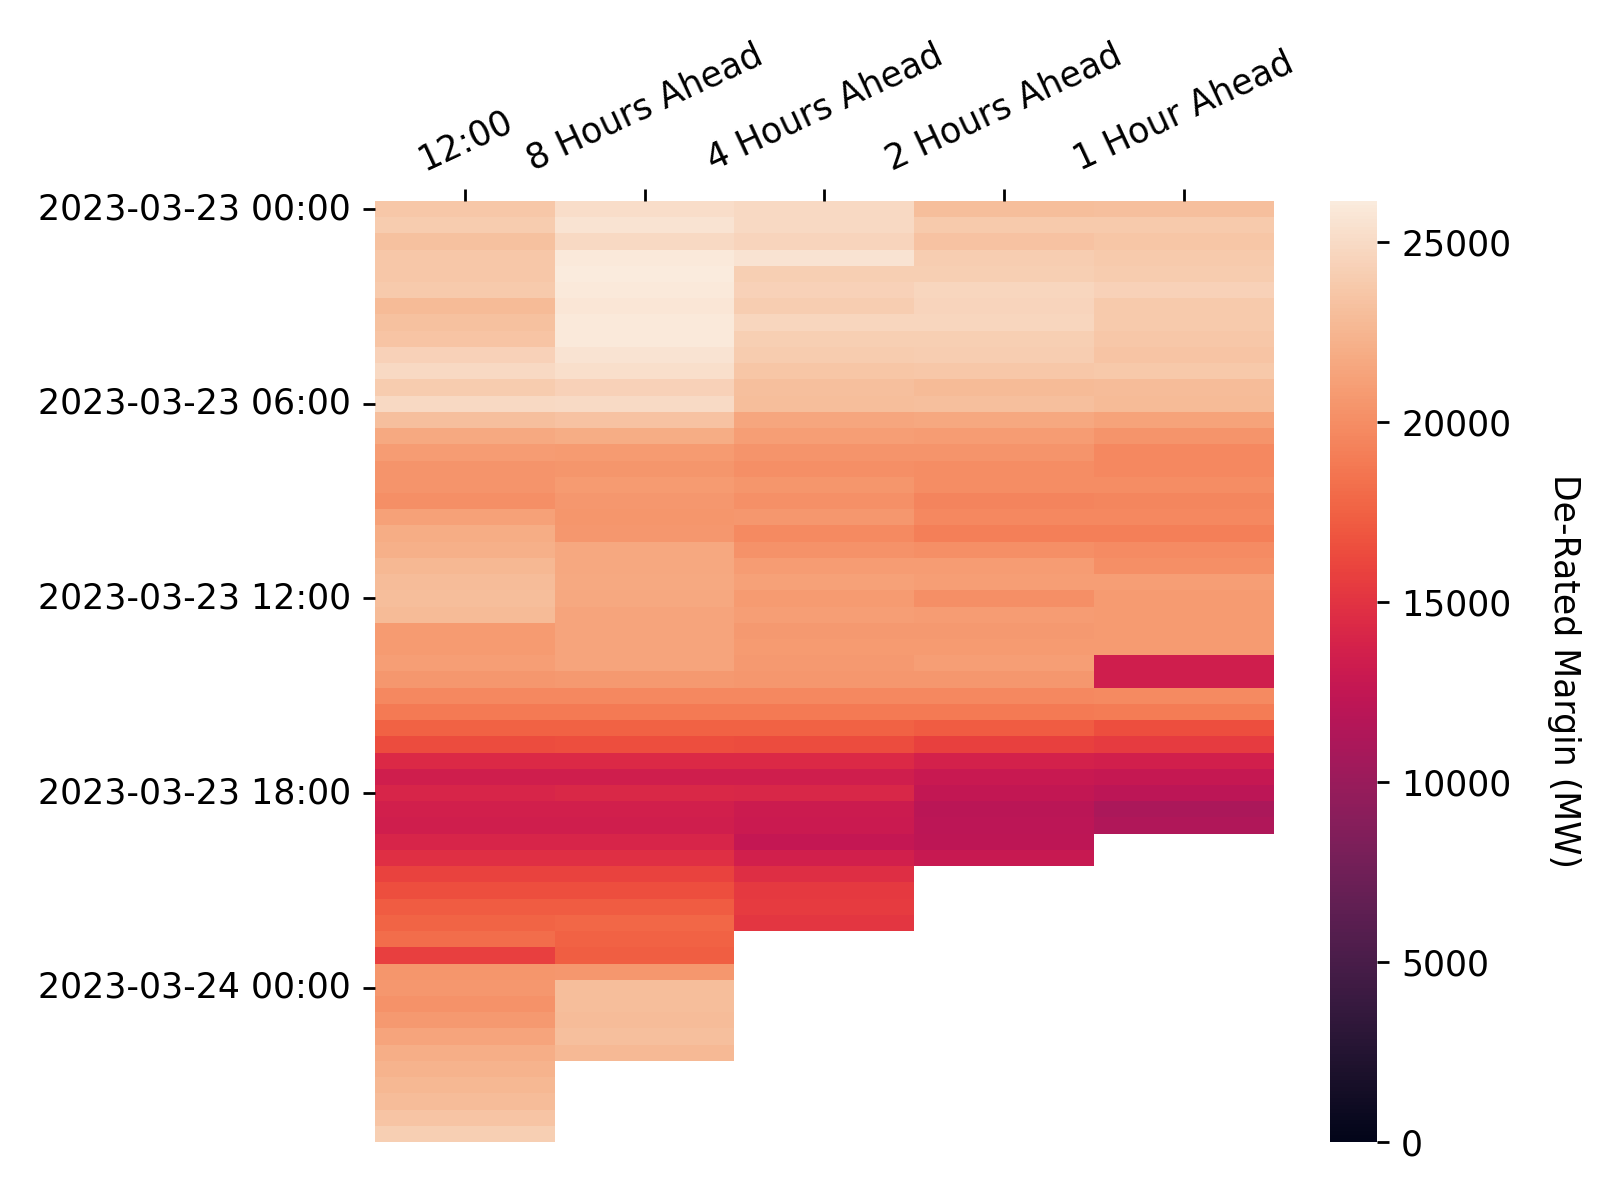 12:00
8 Hours Ahead
4 Hours Ahead
2 Hours Ahead
1 Hour Ahead
2023-03-23 00:00
2023-03-23 06:00
2023-03-23 12:00
2023-03-23 18:00
2023-03-24 00:00
25000
20000
15000
10000
5000
0
De-Rated Margin (MW)